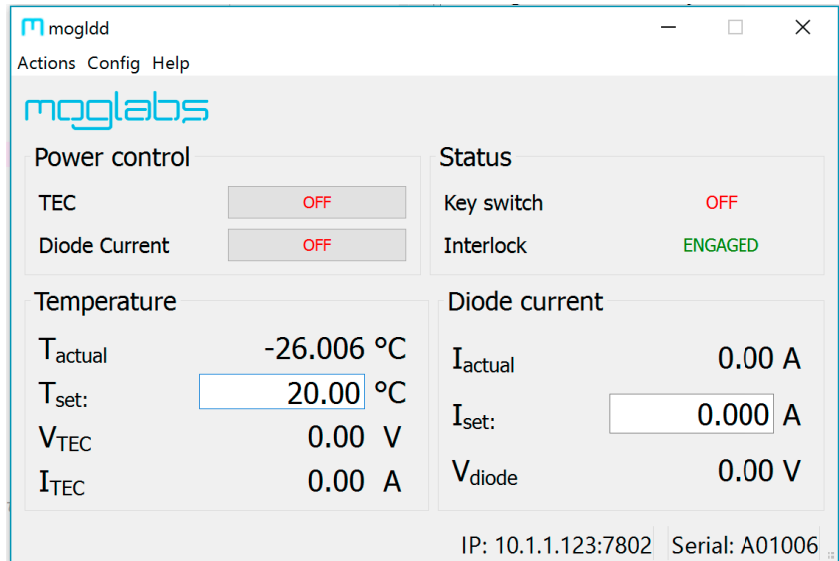 mogldd
Actions Config Help
moglabs
Power control
TEC OFF
Diode Current OFF
Status
Key switch OFF
Interlock ENGAGED
Temperature
Tactual -26.006 °C
Tset: 20.00 °C
VTEC 0.00 V
ITEC 0.00 A
Diode current
Iactual 0.00 A
Iset: 0.000 A
Vdiode 0.00 V
IP: 10.1.1.123:7802 Serial: A01006